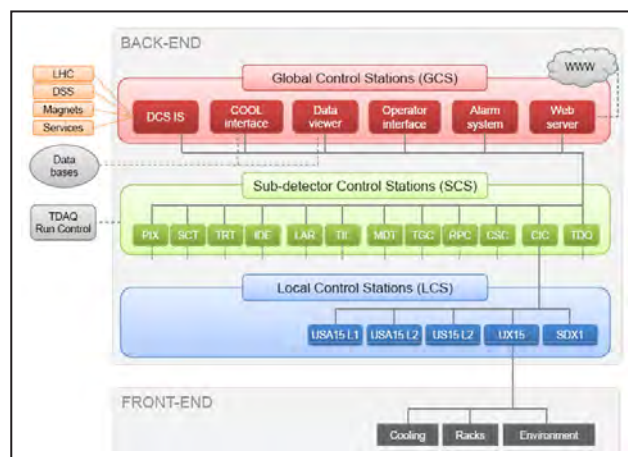 BACK-END
LHC
DSS
Magnets
Services
Global Control Stations (GCS)
WWW
DCS IS
COOL
interface
Data
viewer
Operator
interface
Alarm
system
Web
server
Data
bases
Sub-detector Control Stations (SCS)
TDAQ
Run Control
PIX
SCT
TRT
IDE
LAR
TIL
MDT
TGC
RPC
CSC
CIC
TDQ
Local Control Stations (LCS)
USA15 L1
USA15 L2
US15 L2
UX15
SDX1
FRONT-END
Cooling
Racks
Environment